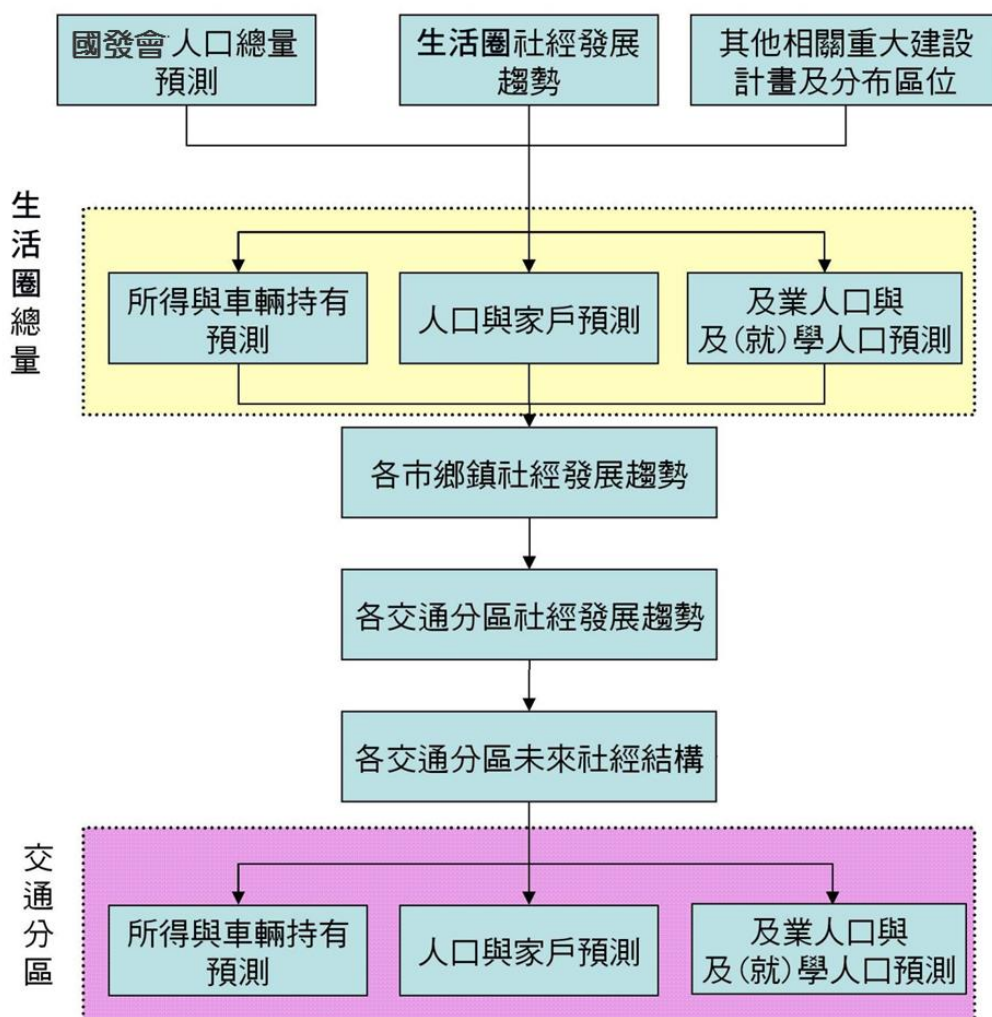 國發會人口總量
預測
生活圈社經發展
趨勢
其他相關重大建設
計畫及分布區位
生活圈總量
所得與車輛持有
預測
人口與家戶預測
及業人口與
及(就)學人口預測
各市鄉鎮社經發展趨勢
各交通分區社經發展趨勢
各交通分區未來社經結構
交通分區
所得與車輛持有
預測
人口與家戶預測
及業人口與
及(就)學人口預測